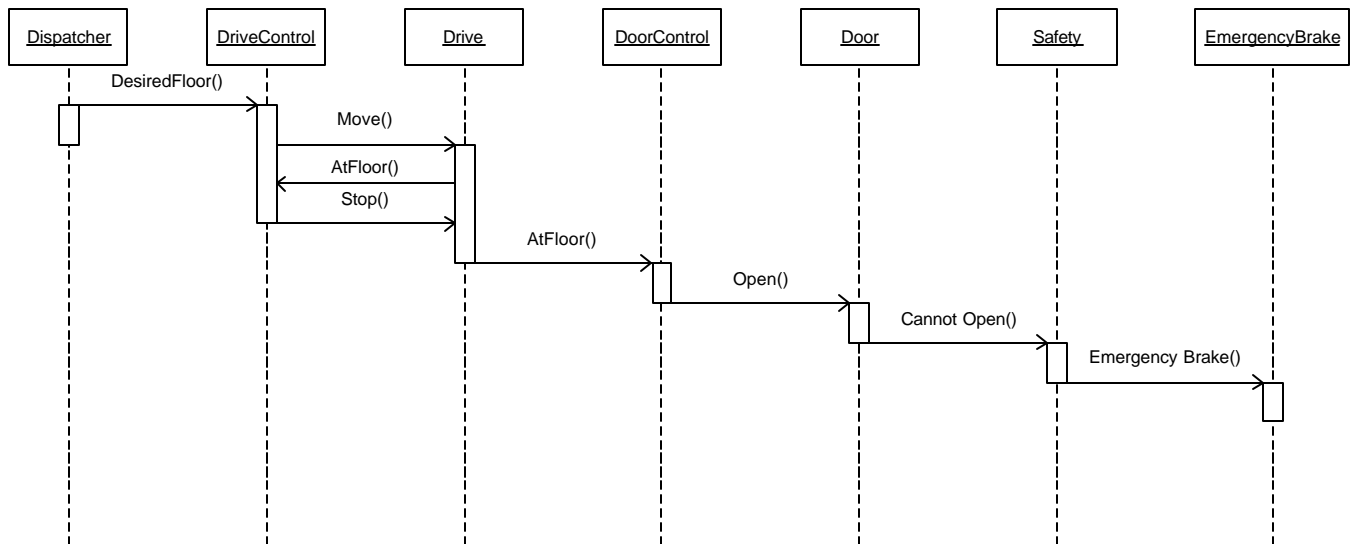 Dispatcher
DriveControl
Drive
DoorControl
Door
Safety
EmergencyBrake
DesiredFloor()
Move()
AtFloor()
Stop()
AtFloor()
Open()
Cannot Open()
Emergency Brake()